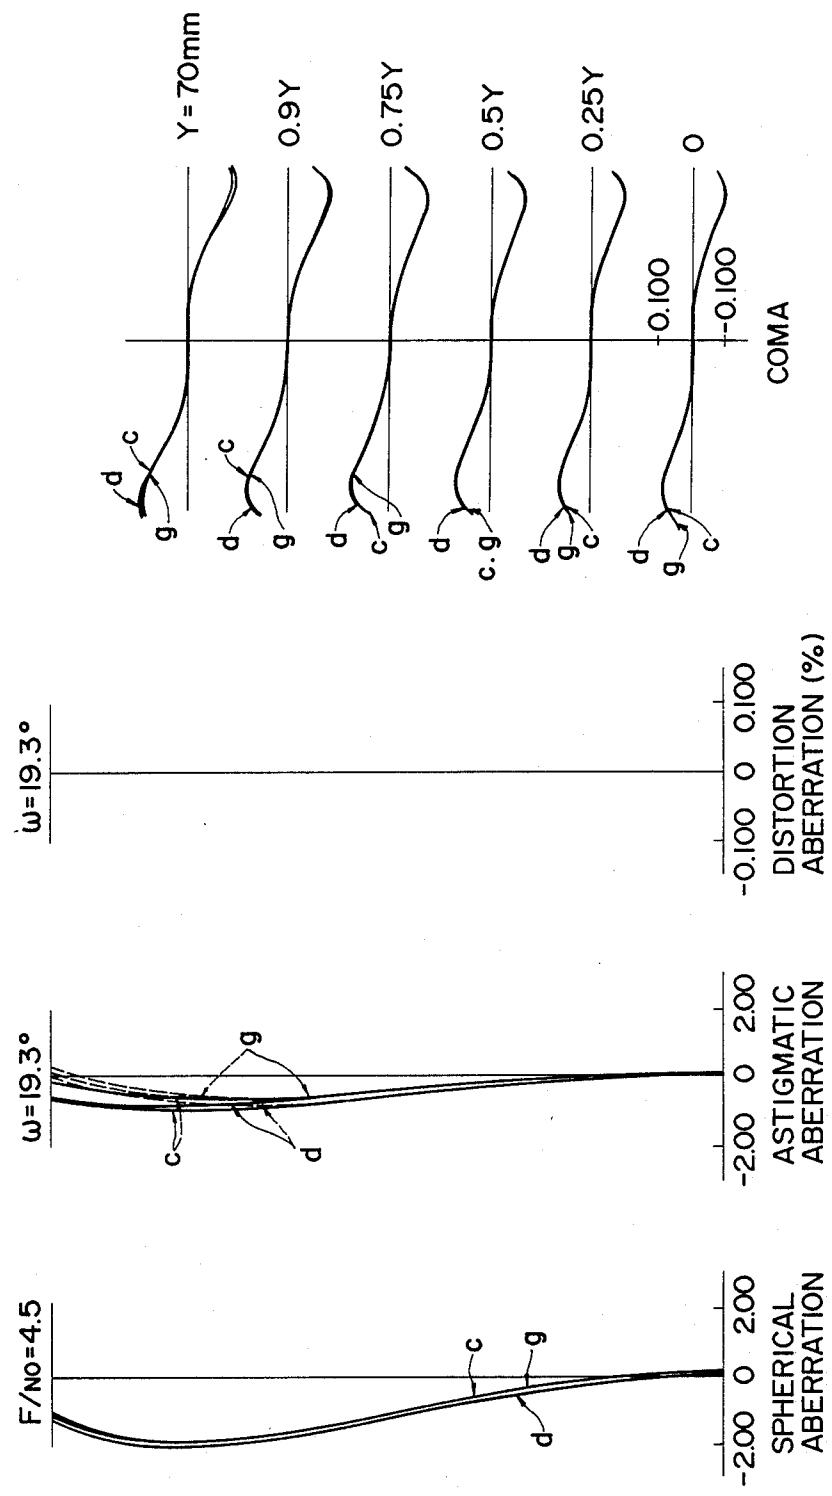 F/NO=4.5
c
g
d
-2.00 0 2.00
SPHERICAL
ABERRATION
ω=19.3°
g
c
d
-2.00 0 2.00
ASTIGMATIC
ABERRATION
ω=19.3°
-0.100 0 0.100
DISTORTION
ABERRATION (%)
d
c
g
Y=70mm
c
d
g
0.9Y
d
c
g
0.75Y
d
c.g
0.5Y
d
g
c
0.25Y
-0.100
d
g
c
0
-0.100
COMA